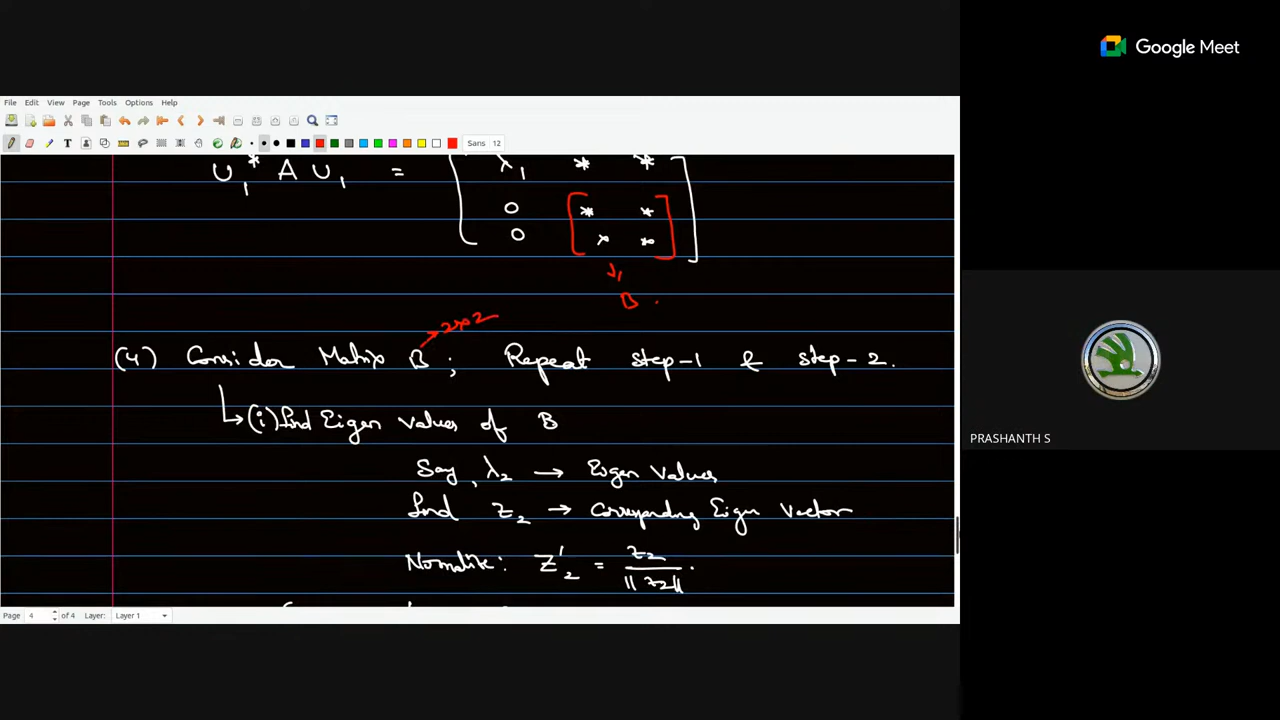 Google Meet
File Edit View Page Tools Options Help
T Sans 12
U₁* A U₁ = [ λ₁ * *
0 [ * *
0 * * ] ]
↓
B
→ 2x2
(4) Consider Matrix B ; Repeat step-1 & step-2.
↳ (i) find Eigen Values of B
Say, λ₂ → Eigen Values
find z₂ → Corresponding Eigen Vector
Normalize: Z'₂ = z₂ / ||z₂||.
PRASHANTH S
Page 4 of 4 Layer: Layer 1